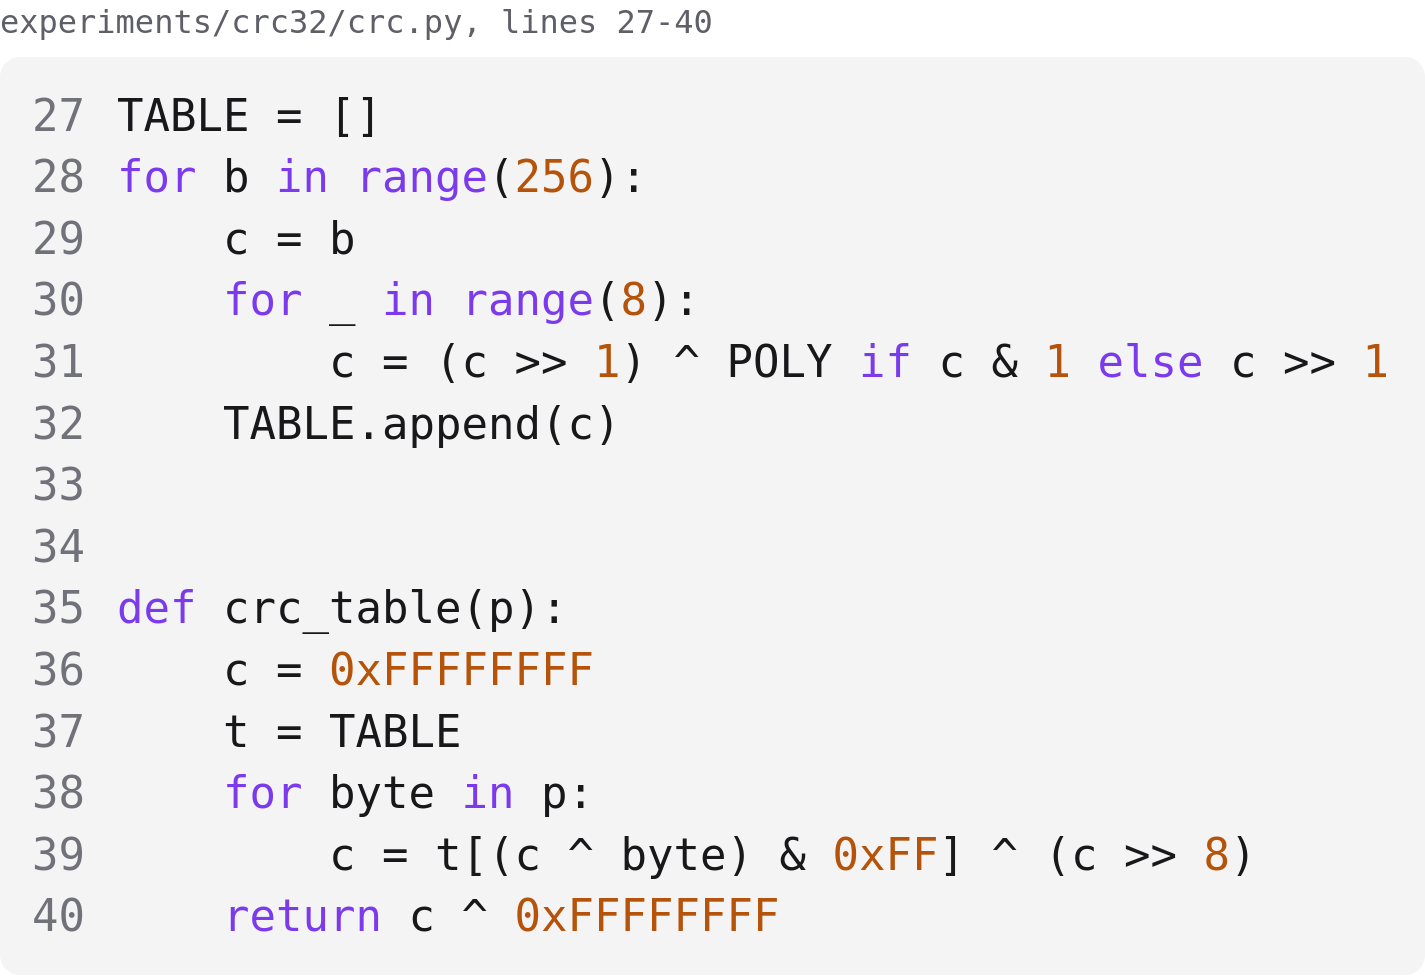 experiments/crc32/crc.py, lines 27-40
27 TABLE = []
28 for b in range(256):
29     c = b
30     for _ in range(8):
31         c = (c >> 1) ^ POLY if c & 1 else c >> 1
32     TABLE.append(c)
33
34
35 def crc_table(p):
36     c = 0xFFFFFFFF
37     t = TABLE
38     for byte in p:
39         c = t[(c ^ byte) & 0xFF] ^ (c >> 8)
40     return c ^ 0xFFFFFFFF